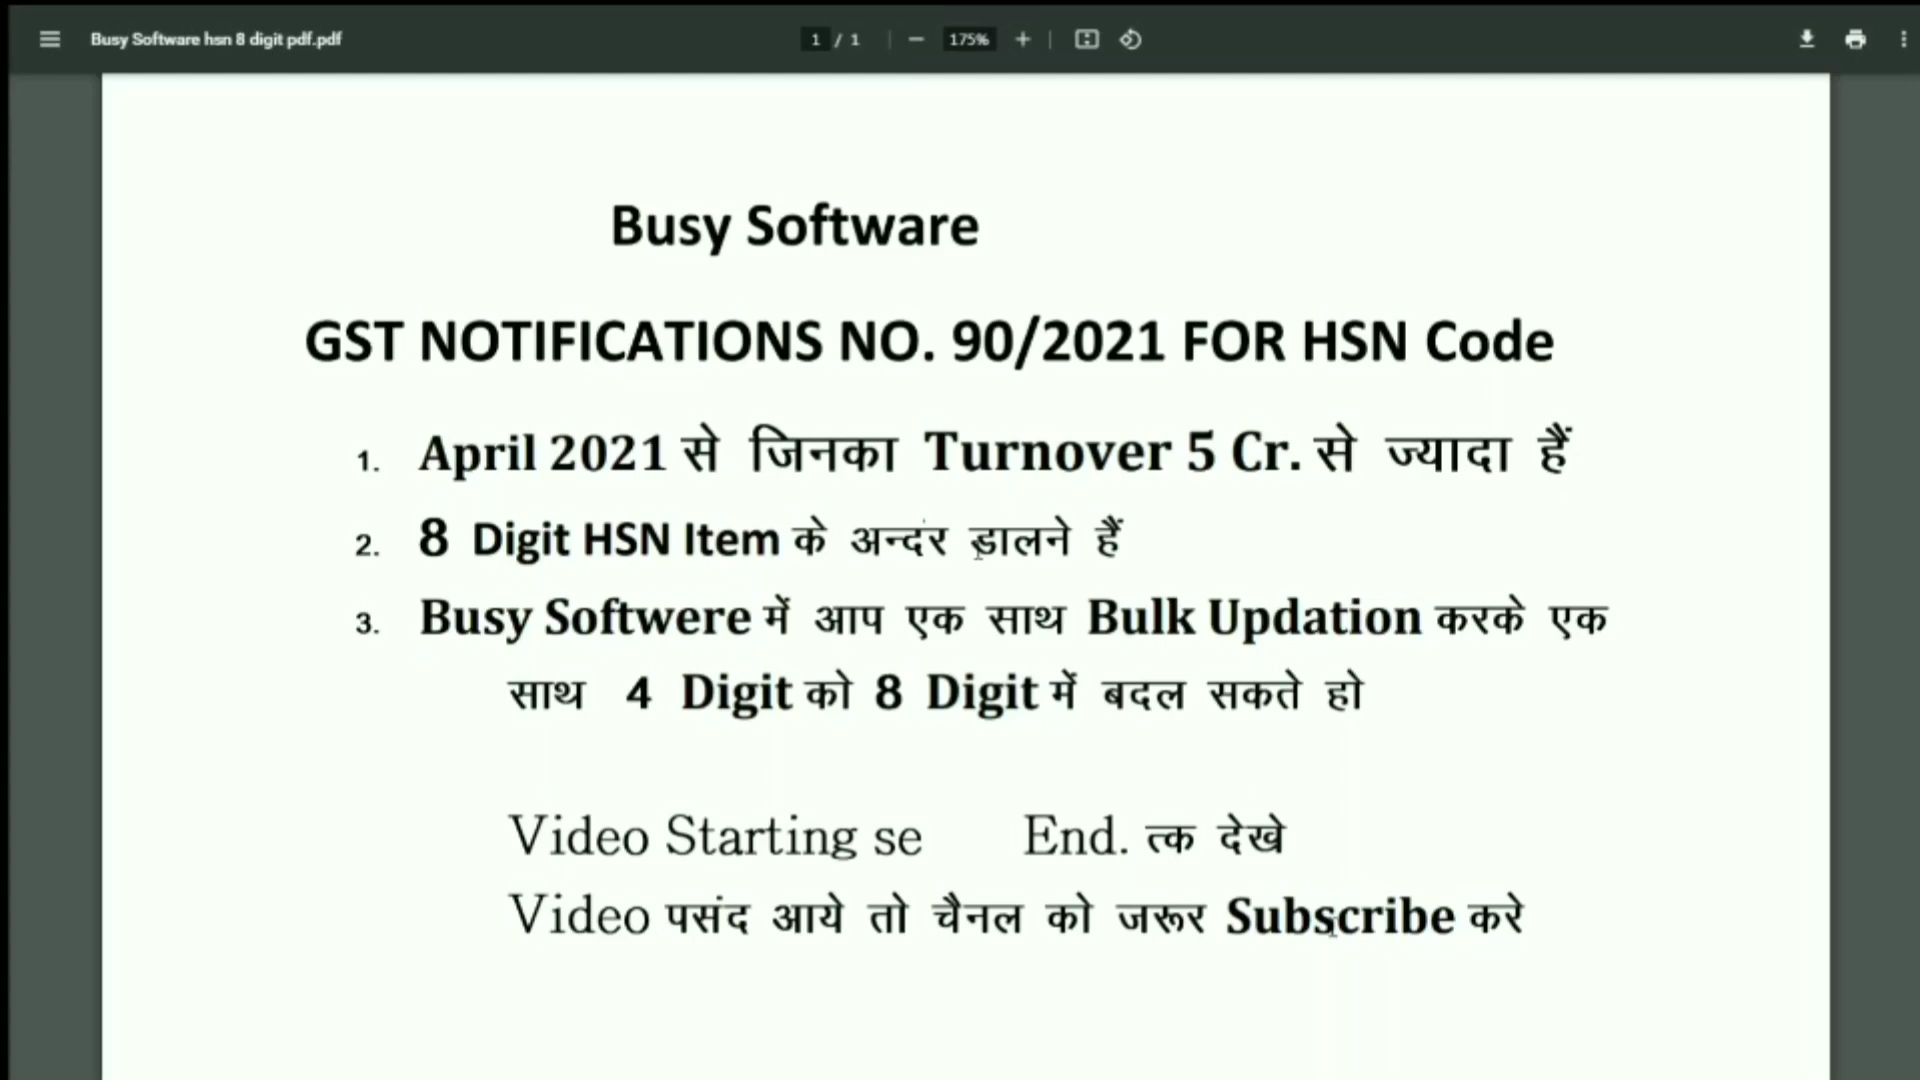 Busy Software hsn 8 digit pdf.pdf
1 / 1
175%
Busy Software
GST NOTIFICATIONS NO. 90/2021 FOR HSN Code
1. April 2021 से जिनका Turnover 5 Cr. से ज्यादा हैं
2. 8 Digit HSN Item के अन्दर डालने हैं
3. Busy Softwere में आप एक साथ Bulk Updation करके एक
साथ 4 Digit को 8 Digit में बदल सकते हो
Video Starting se End. त्क देखे
Video पसंद आये तो चैनल को जरूर Subscribe करे